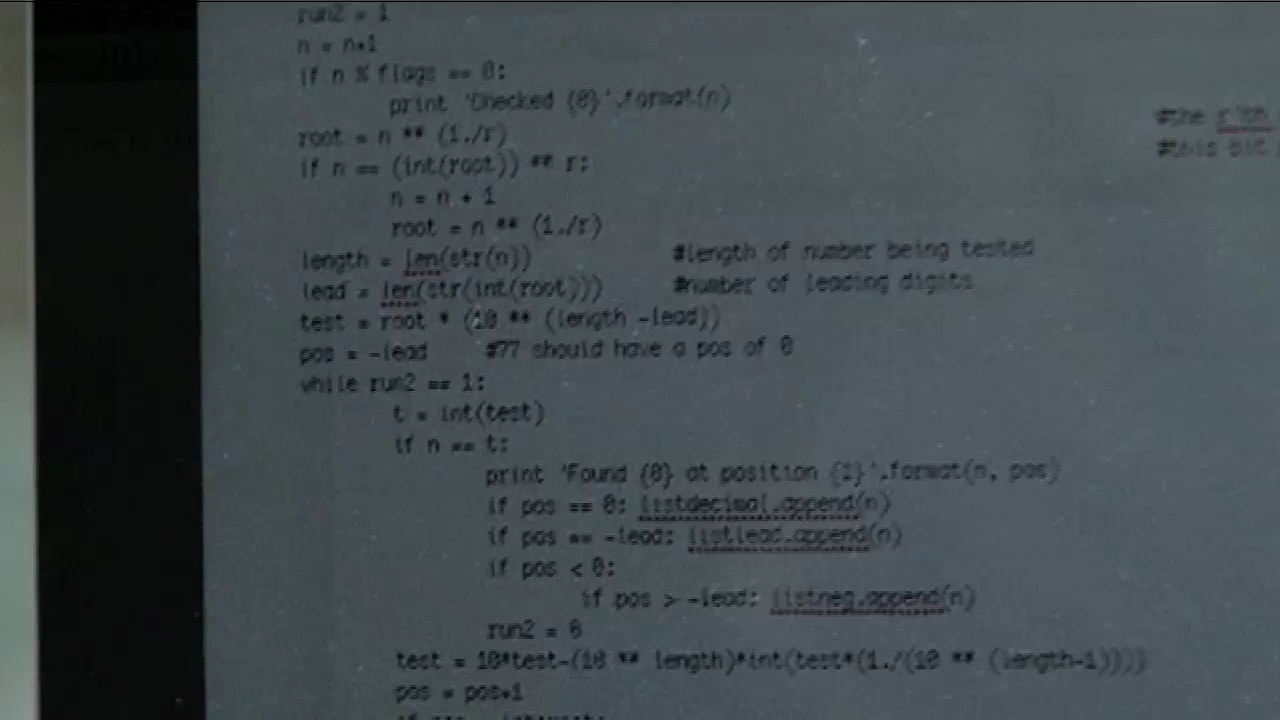 run2 = 1
n = n+1
if n % flags == 0:
print 'Checked {0}'.format(n)
#the r'th
root = n ** (1./r)
#this bit
if n == (int(root)) ** r:
n = n + 1
root = n ** (1./r)
length = len(str(n)) #length of number being tested
lead = len(str(int(root))) #number of leading digits
test = root * (10 ** (length -lead))
pos = -lead #77 should have a pos of 0
while run2 == 1:
t = int(test)
if n == t:
print 'Found {0} at position {1}'.format(n, pos)
if pos == 0: listdecimal.append(n)
if pos == -lead: listlead.append(n)
if pos < 0:
if pos > -lead: listneg.append(n)
run2 = 0
test = 10*test-(10 ** length)*int(test*(1./(10 ** (length-1))))
pos = pos+1